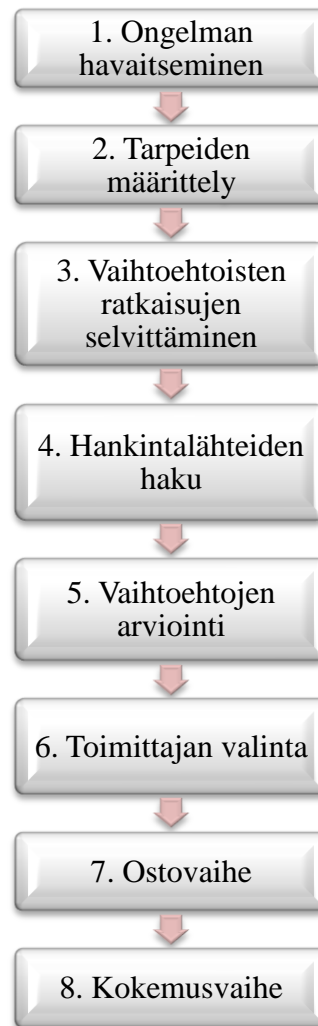 1. Ongelman
havaitseminen
2. Tarpeiden
määrittely
3. Vaihtoehtoisten
ratkaisujen
selvittäminen
4. Hankintalähteiden
haku
5. Vaihtoehtojen
arviointi
6. Toimittajan valinta
7. Ostovaihe
8. Kokemusvaihe